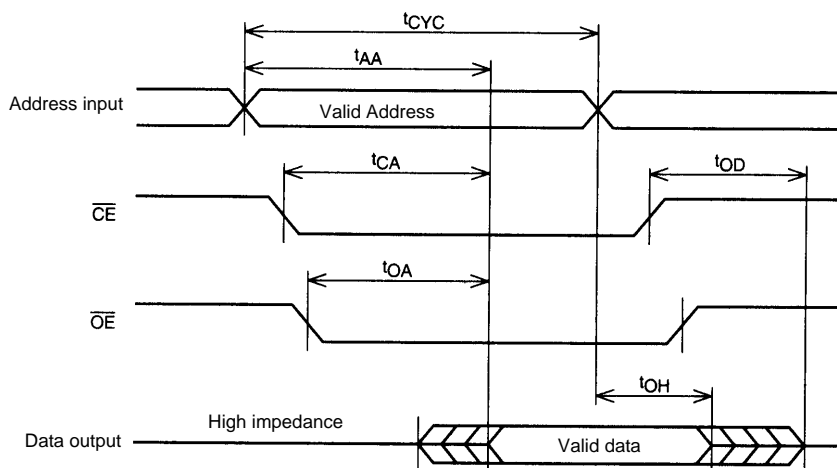 tCYC
tAA
Address input
Valid Address
tCA
tOD
CE
tOA
OE
tOH
High impedance
Data output
Valid data